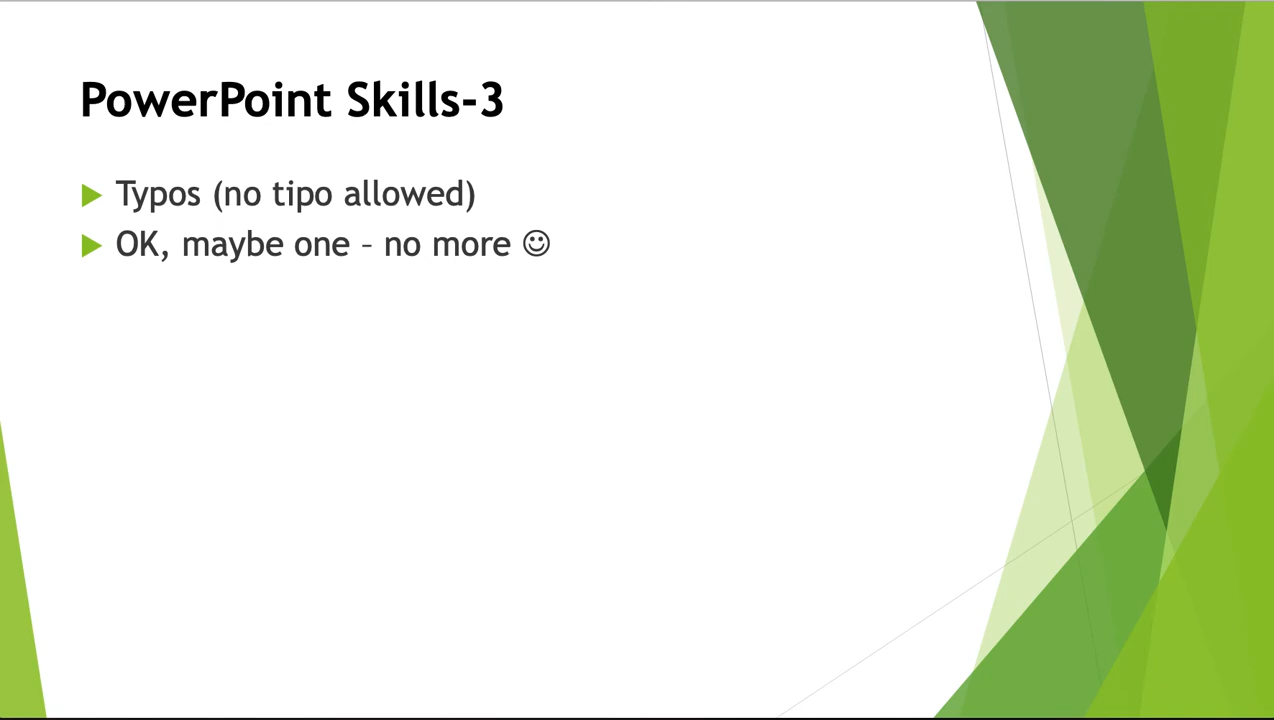 PowerPoint Skills-3
▶ Typos (no tipo allowed)
▶ OK, maybe one – no more ☺